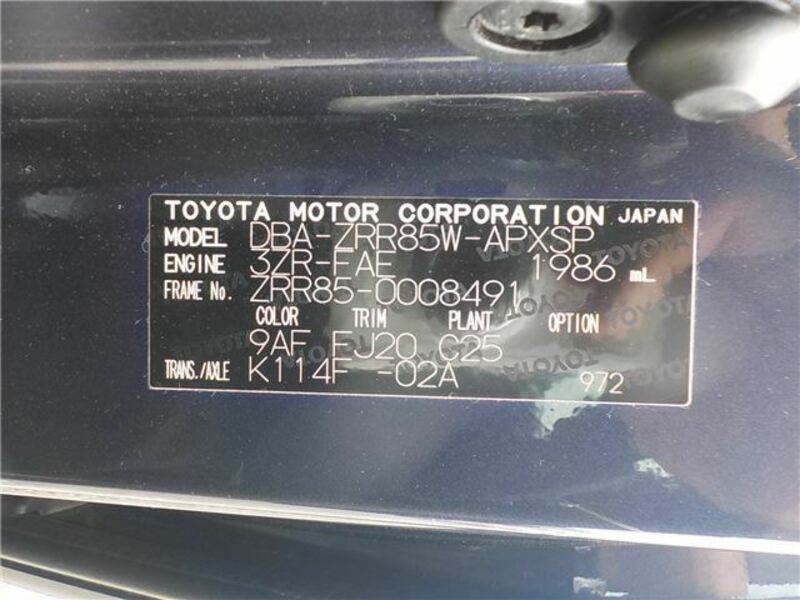 TOYOTA MOTOR CORPORATION JAPAN
MODEL DBA-ZRR85W-APXSP
ENGINE 3ZR-FAE 1986 mL
FRAME No. ZRR85-0008491
COLOR TRIM PLANT OPTION
9AF FJ20 C25
TRANS./AXLE K114F -02A 972